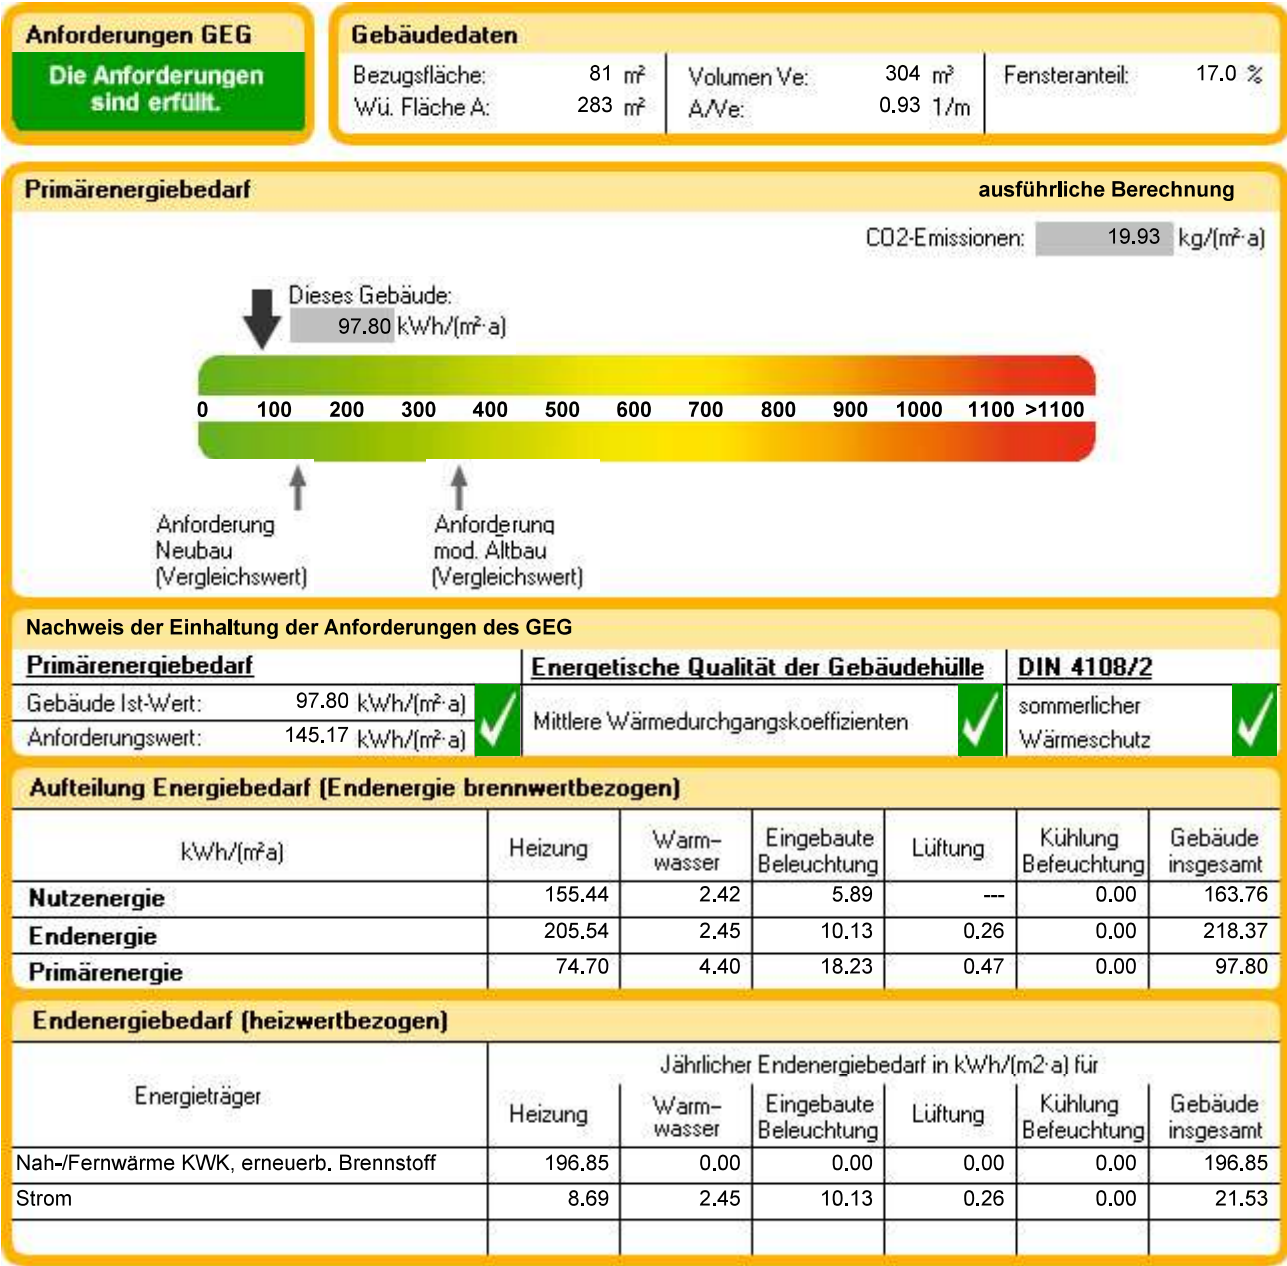 Anforderungen GEG
Die Anforderungen
sind erfüllt.
Gebäudedaten
Bezugsfläche: 81 m²
Wü. Fläche A: 283 m²
Volumen Ve: 304 m³
A/Ve: 0.93 1/m
Fensteranteil: 17.0 %
Primärenergiebedarf
ausführliche Berechnung
CO2-Emissionen: 19.93 kg/(m²·a)
Dieses Gebäude:
97.80 kWh/(m²·a)
0 100 200 300 400 500 600 700 800 900 1000 1100 >1100
Anforderung
Neubau
(Vergleichswert)
Anforderung
mod. Altbau
(Vergleichswert)
Nachweis der Einhaltung der Anforderungen des GEG
Primärenergiebedarf
Gebäude Ist-Wert: 97.80 kWh/(m²·a)
Anforderungswert: 145.17 kWh/(m²·a)
Energetische Qualität der Gebäudehülle
Mittlere Wärmedurchgangskoeffizienten
DIN 4108/2
sommerlicher
Wärmeschutz
Aufteilung Energiebedarf (Endenergie brennwertbezogen)
kWh/(m²a)
Heizung
Warm-
wasser
Eingebaute
Beleuchtung
Lüftung
Kühlung
Befeuchtung
Gebäude
insgesamt
Nutzenergie 155.44 2.42 5.89 --- 0.00 163.76
Endenergie 205.54 2.45 10.13 0.26 0.00 218.37
Primärenergie 74.70 4.40 18.23 0.47 0.00 97.80
Endenergiebedarf (heizwertbezogen)
Energieträger
Jährlicher Endenergiebedarf in kWh/(m2·a) für
Heizung
Warm-
wasser
Eingebaute
Beleuchtung
Lüftung
Kühlung
Befeuchtung
Gebäude
insgesamt
Nah-/Fernwärme KWK, erneuerb. Brennstoff 196.85 0.00 0.00 0.00 0.00 196.85
Strom 8.69 2.45 10.13 0.26 0.00 21.53